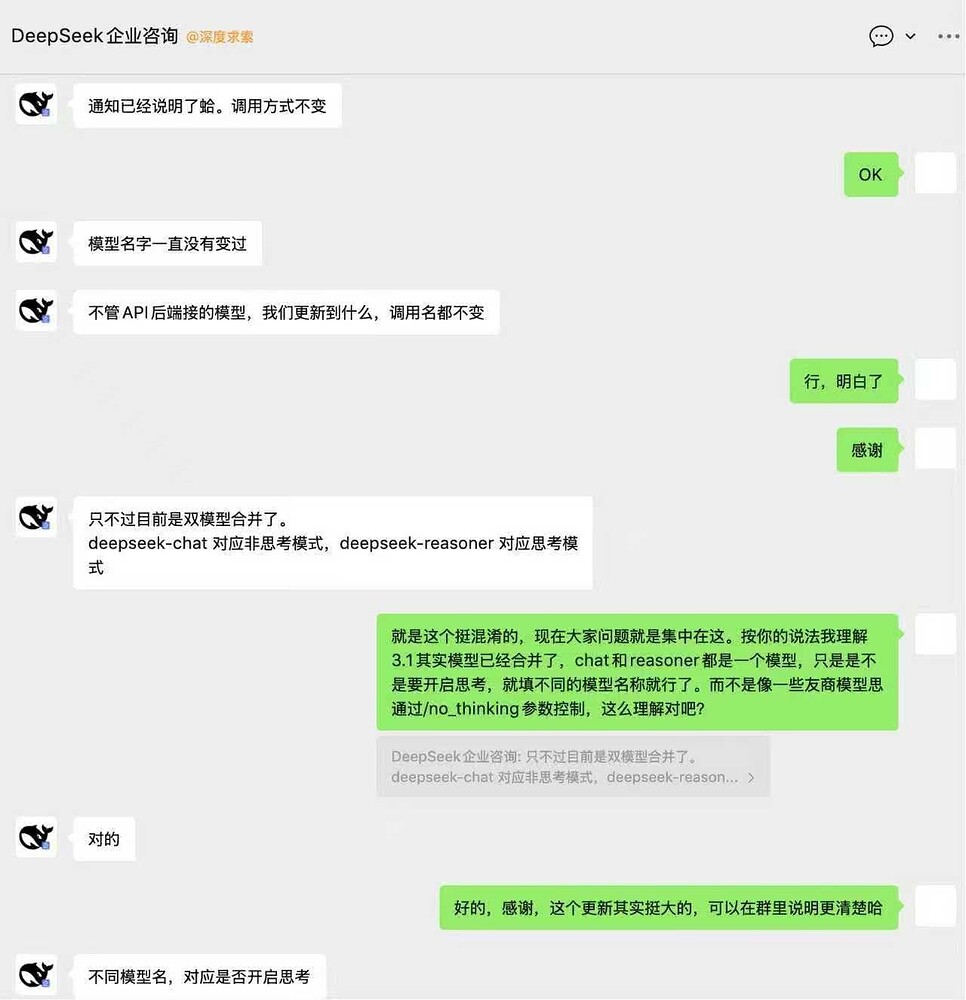 DeepSeek企业咨询 @深度求索
通知已经说明了蛤。调用方式不变
OK
模型名字一直没有变过
不管API后端接的模型，我们更新到什么，调用名都不变
行，明白了
感谢
只不过目前是双模型合并了。
deepseek-chat 对应非思考模式，deepseek-reasoner 对应思考模
式
就是这个挺混淆的，现在大家问题就是集中在这。按你的说法我理解
3.1其实模型已经合并了，chat和reasoner都是一个模型，只是是不
是要开启思考，就填不同的模型名称就行了。而不是像一些友商模型思
通过/no_thinking参数控制，这么理解对吧？
DeepSeek企业咨询: 只不过目前是双模型合并了。
deepseek-chat 对应非思考模式，deepseek-reason...
对的
好的，感谢，这个更新其实挺大的，可以在群里说明更清楚哈
不同模型名，对应是否开启思考